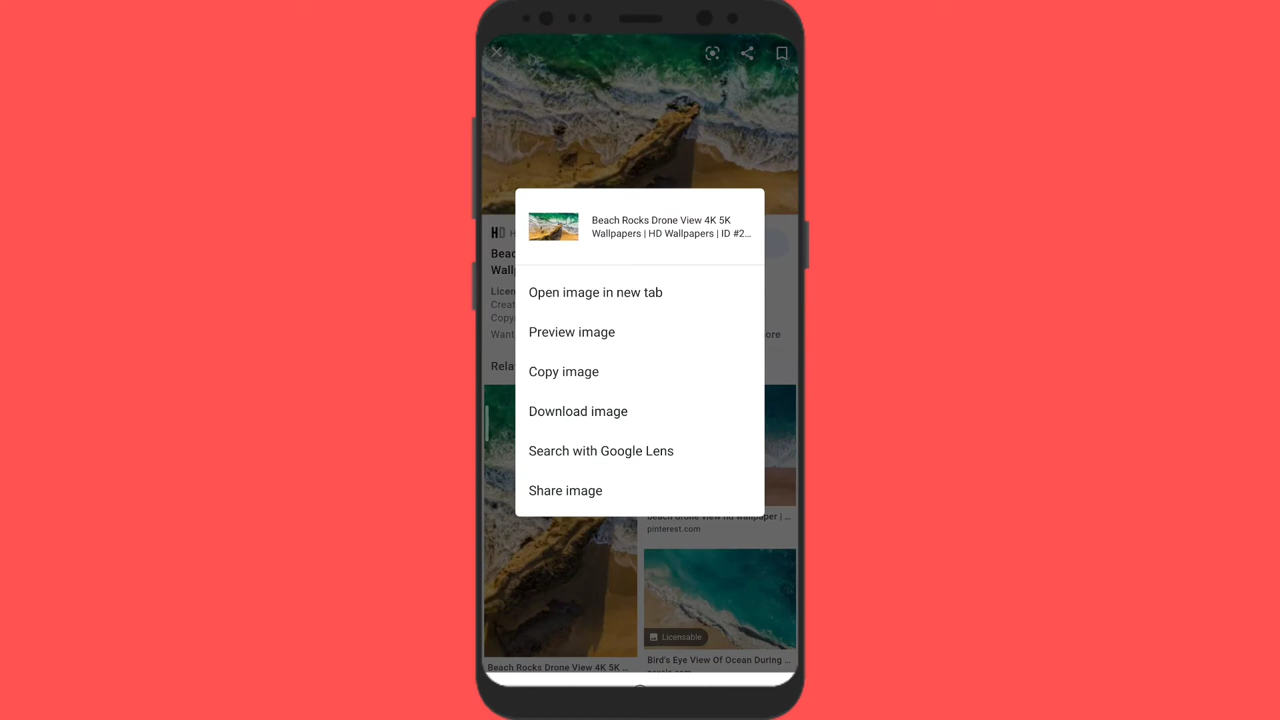 Beach Rocks Drone View 4K 5K
Wallpapers | HD Wallpapers | ID #2...
HD H
Beac
Wallp
Open image in new tab
Licen
Creat
Copy
Preview image
Want
ore
Rela
Copy image
Download image
Search with Google Lens
Share image
beach drone view hd wallpaper | ...
pinterest.com
Licensable
Beach Rocks Drone View 4K 5K ...
Bird's Eye View Of Ocean During ...